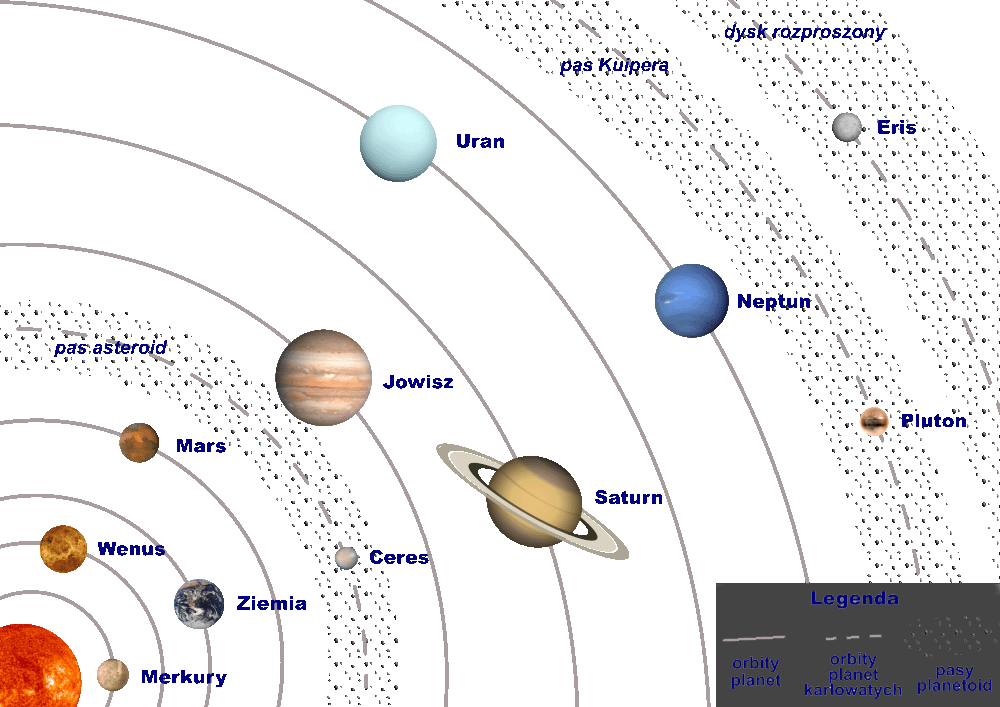 dysk rozproszony
pas Kuipera
Eris
Uran
Neptun
pas asteroid
Jowisz
Pluton
Mars
Saturn
Wenus
Ceres
Ziemia
Merkury
Legenda
orbity
planet
orbity
planet
karłowatych
pasy
planetoid